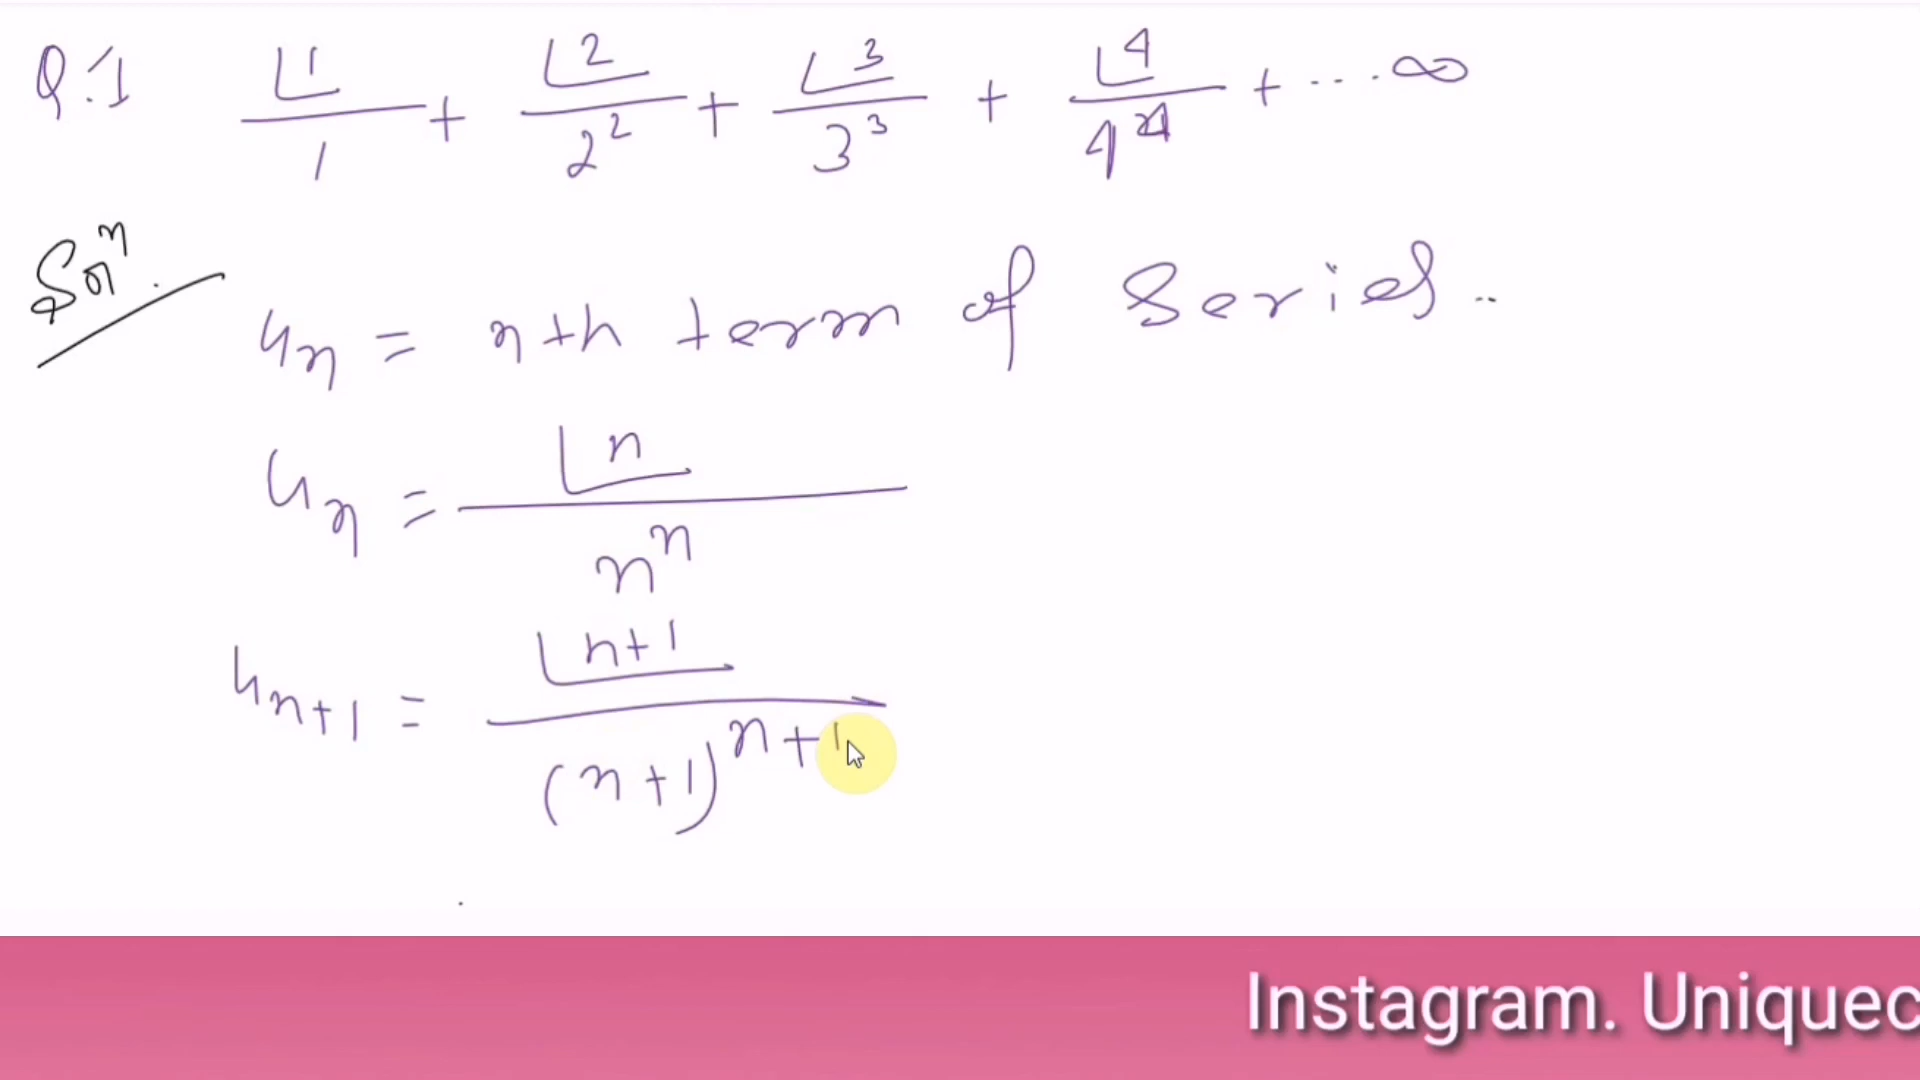 Q.1 ∟1/1 + ∟2/2² + ∟3/3³ + ∟4/4⁴ + ... ∞
Solⁿ.
uₙ = nth term of Series..
uₙ = ∟n/nⁿ
uₙ₊₁ = ∟n+1/(n+1)ⁿ⁺¹
Instagram. Uniquec